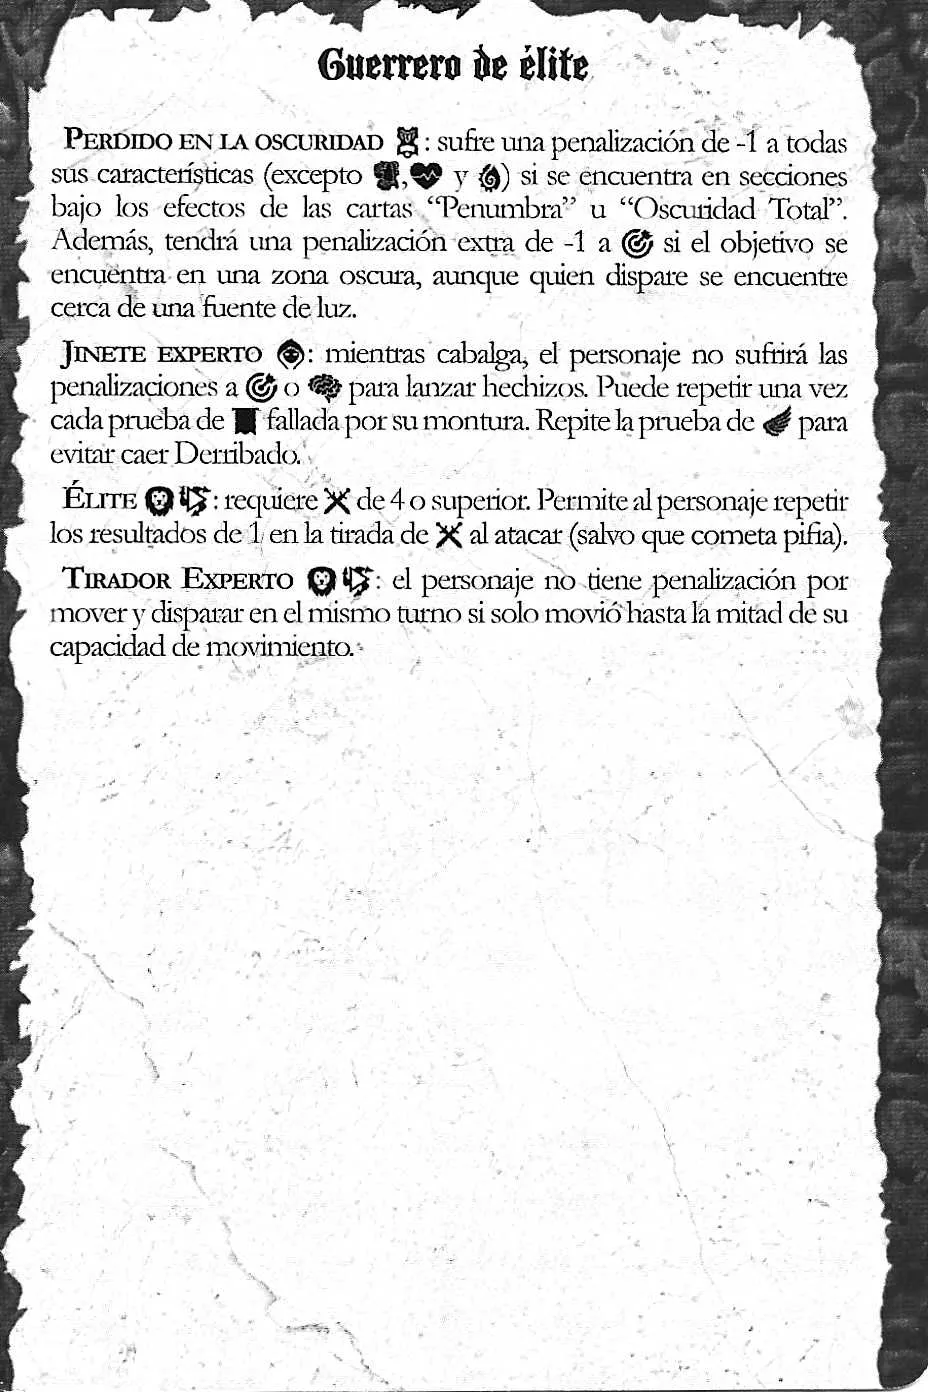 Guerrero de élite
PERDIDO EN LA OSCURIDAD : sufre una penalización de -1 a todas
sus características (excepto , y ) si se encuentra en secciones
bajo los efectos de las cartas “Penumbra” u “Oscuridad Total”.
Además, tendrá una penalización extra de -1 a si el objetivo se
encuentra en una zona oscura, aunque quien dispare se encuentre
cerca de una fuente de luz.
JINETE EXPERTO : mientras cabalga, el personaje no sufrirá las
penalizaciones a o para lanzar hechizos. Puede repetir una vez
cada prueba de fallada por su montura. Repite la prueba de para
evitar caer Derribado.
ÉLITE : requiere de 4 o superior. Permite al personaje repetir
los resultados de 1 en la tirada de al atacar (salvo que cometa pifia).
TIRADOR EXPERTO : el personaje no tiene penalización por
mover y disparar en el mismo turno si solo movió hasta la mitad de su
capacidad de movimiento.